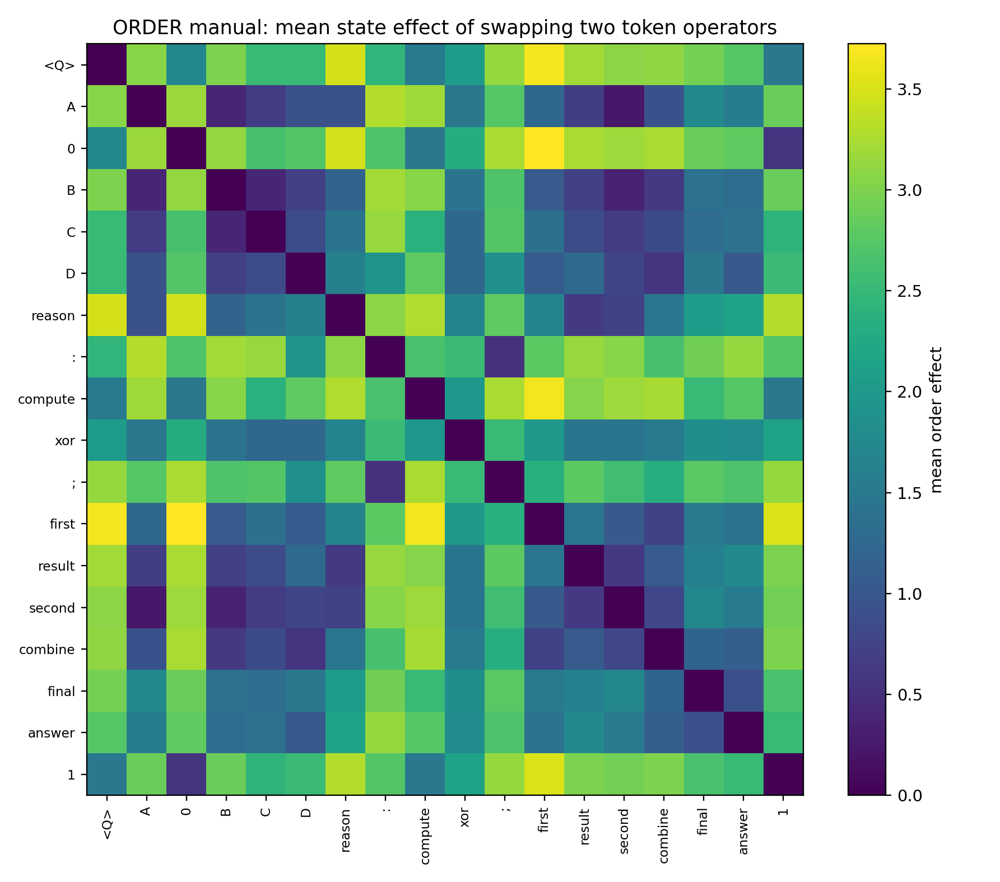 ORDER manual: mean state effect of swapping two token operators
<Q>
A
0
B
C
D
reason
:
compute
xor
;
first
result
second
combine
final
answer
1
<Q>
A
0
B
C
D
reason
:
compute
xor
;
first
result
second
combine
final
answer
1
3.5
3.0
2.5
2.0
1.5
1.0
0.5
0.0
mean order effect